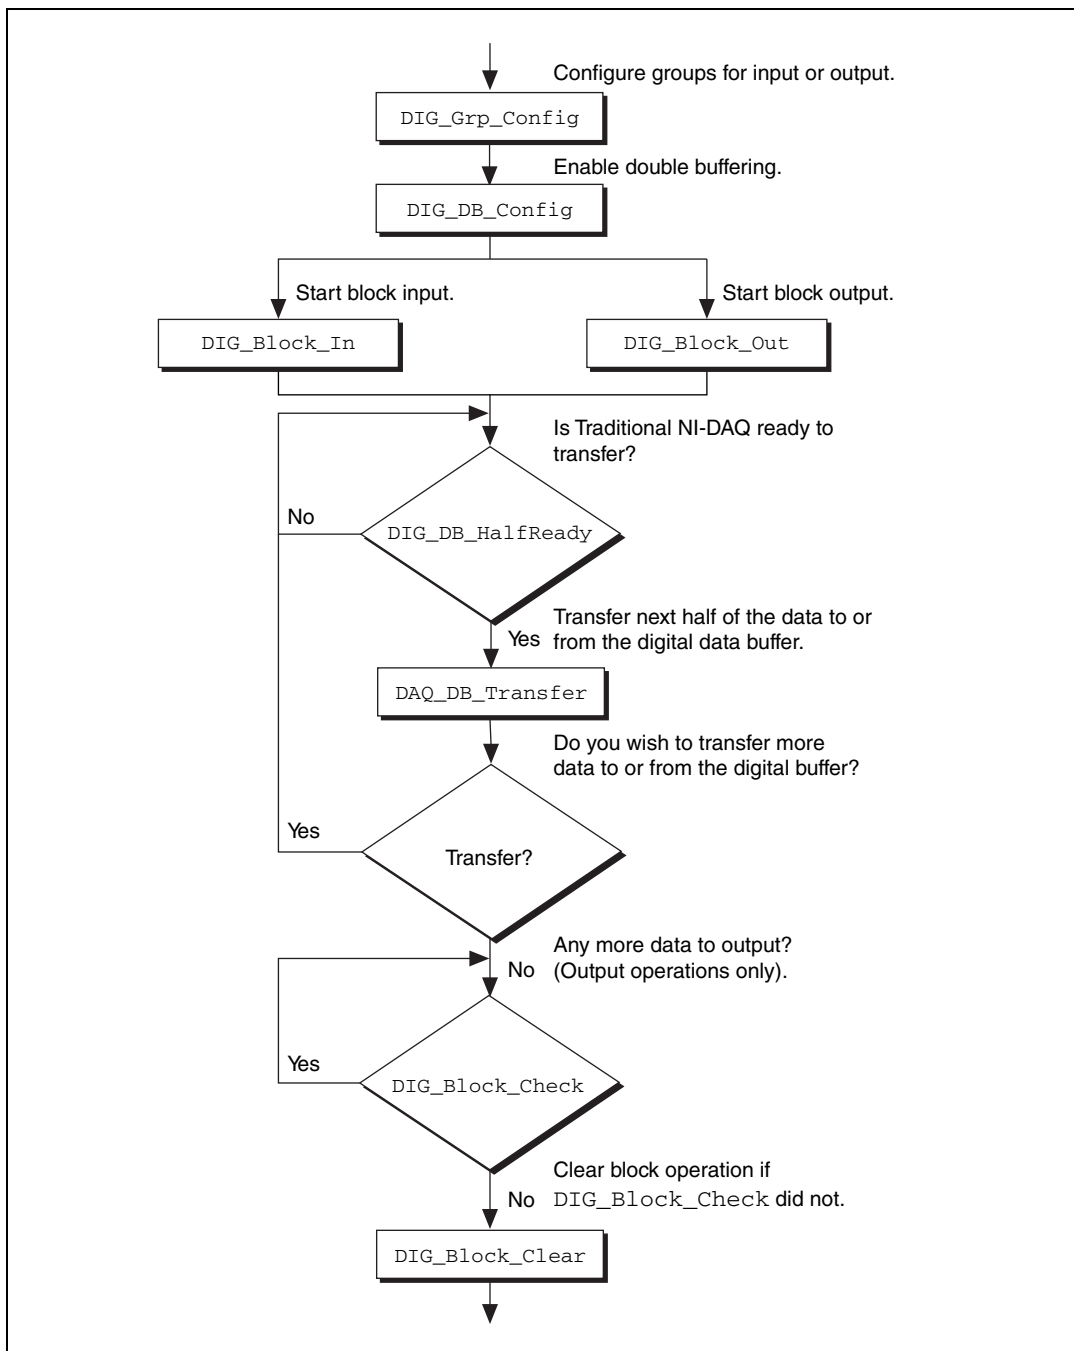 Configure groups for input or output.
DIG_Grp_Config
Enable double buffering.
DIG_DB_Config
Start block input.
Start block output.
DIG_Block_In
DIG_Block_Out
Is Traditional NI-DAQ ready to
transfer?
No
DIG_DB_HalfReady
Transfer next half of the data to or
Yes from the digital data buffer.
DAQ_DB_Transfer
Do you wish to transfer more
data to or from the digital buffer?
Yes
Transfer?
Any more data to output?
No (Output operations only).
Yes
DIG_Block_Check
Clear block operation if
No DIG_Block_Check did not.
DIG_Block_Clear